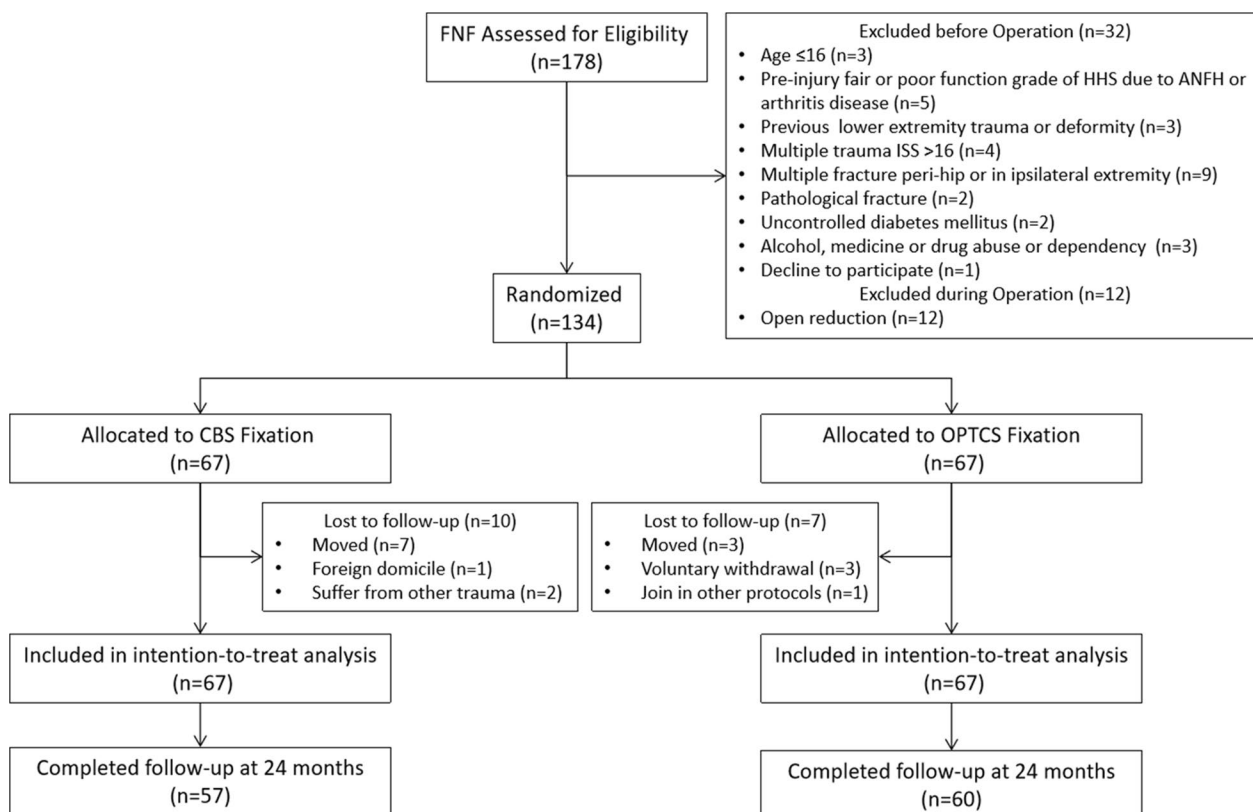 FNF Assessed for Eligibility
(n=178)
Excluded before Operation (n=32)
• Age ≤16 (n=3)
• Pre-injury fair or poor function grade of HHS due to ANFH or
arthritis disease (n=5)
• Previous lower extremity trauma or deformity (n=3)
• Multiple trauma ISS >16 (n=4)
• Multiple fracture peri-hip or in ipsilateral extremity (n=9)
• Pathological fracture (n=2)
• Uncontrolled diabetes mellitus (n=2)
• Alcohol, medicine or drug abuse or dependency (n=3)
• Decline to participate (n=1)
Excluded during Operation (n=12)
• Open reduction (n=12)
Randomized
(n=134)
Allocated to CBS Fixation
(n=67)
Allocated to OPTCS Fixation
(n=67)
Lost to follow-up (n=10)
• Moved (n=7)
• Foreign domicile (n=1)
• Suffer from other trauma (n=2)
Lost to follow-up (n=7)
• Moved (n=3)
• Voluntary withdrawal (n=3)
• Join in other protocols (n=1)
Included in intention-to-treat analysis
(n=67)
Included in intention-to-treat analysis
(n=67)
Completed follow-up at 24 months
(n=57)
Completed follow-up at 24 months
(n=60)